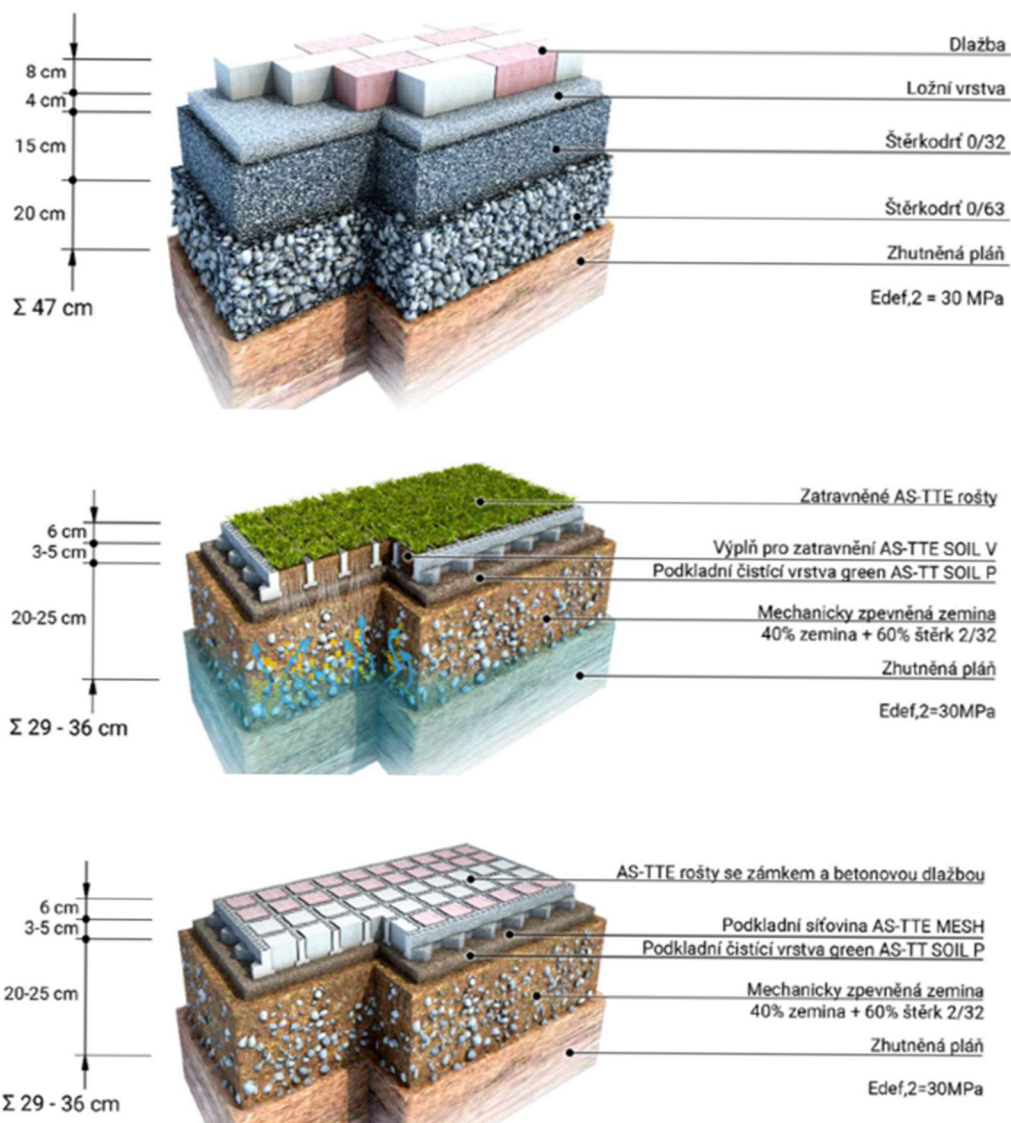 8 cm
4 cm
15 cm
20 cm
Σ 47 cm
Dlažba
Ložní vrstva
Štěrkodrť 0/32
Štěrkodrť 0/63
Zhutněná pláň
Edef,2 = 30 MPa
6 cm
3-5 cm
20-25 cm
Σ 29 - 36 cm
Zatravněné AS-TTE rošty
Výplň pro zatravnění AS-TTE SOIL V
Podkladní čistící vrstva green AS-TT SOIL P
Mechanicky zpevněná zemina
40% zemina + 60% štěrk 2/32
Zhutněná pláň
Edef,2=30MPa
6 cm
3-5 cm
20-25 cm
Σ 29 - 36 cm
AS-TTE rošty se zámkem a betonovou dlažbou
Podkladní síťovina AS-TTE MESH
Podkladní čistící vrstva green AS-TT SOIL P
Mechanicky zpevněná zemina
40% zemina + 60% štěrk 2/32
Zhutněná pláň
Edef,2=30MPa